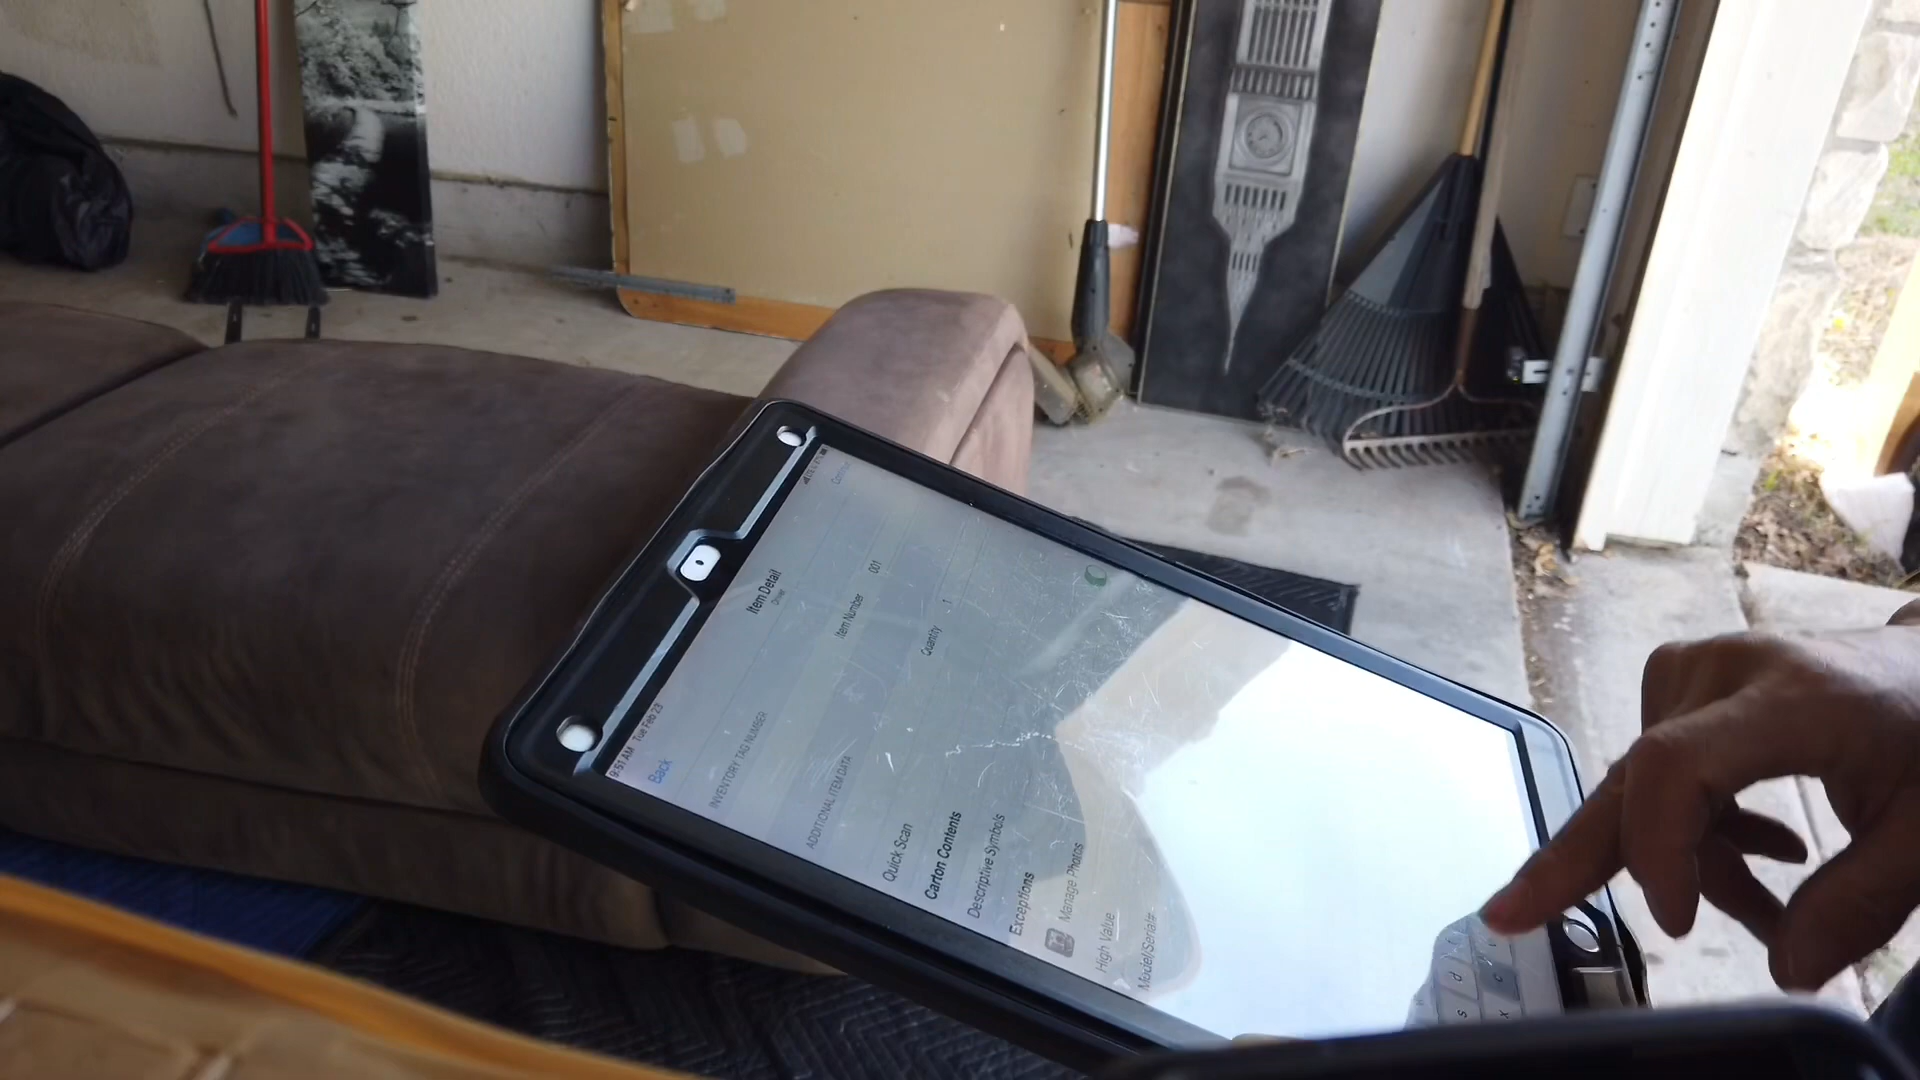 9:51 AM Tue Feb 23
Back
Item Detail
Driver
INVENTORY TAG NUMBER
Item Number 001
ADDITIONAL ITEM DATA
Quantity 1
Quick Scan
Carton Contents
Descriptive Symbols
Exceptions
Manage Photos
High Value
Model/Serial#
d
c
s
x